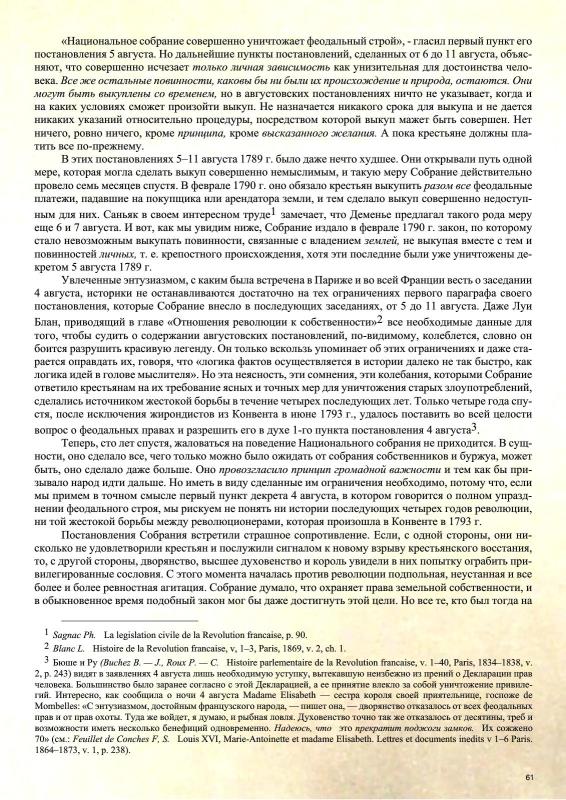 «Национальное собрание совершенно уничтожает феодальный строй», - гласил первый пункт его
постановления 5 августа. Но дальнейшие пункты постановлений, сделанных от 6 до 11 августа, объяс-
няют, что совершенно исчезает только личная зависимость как унизительная для достоинства чело-
века. Все же остальные повинности, каковы бы ни были их происхождение и природа, остаются. Они
могут быть выкуплены со временем, но в августовских постановлениях ничто не указывает, когда и
на каких условиях сможет произойти выкуп. Не назначается никакого срока для выкупа и не дается
никаких указаний относительно процедуры, посредством которой выкуп мажет быть совершен. Нет
ничего, ровно ничего, кроме принципа, кроме высказанного желания. А пока крестьяне должны пла-
тить все по-прежнему.
В этих постановлениях 5–11 августа 1789 г. было даже нечто худшее. Они открывали путь одной
мере, которая могла сделать выкуп совершенно немыслимым, и такую меру Собрание действительно
провело семь месяцев спустя. В феврале 1790 г. оно обязало крестьян выкупить разом все феодальные
платежи, падавшие на покупщика или арендатора земли, и тем сделало выкуп совершенно недоступ-
ным для них. Саньяк в своем интересном труде1 замечает, что Деменье предлагал такого рода меру
еще 6 и 7 августа. И вот, как мы увидим ниже, Собрание издало в феврале 1790 г. закон, по которому
стало невозможным выкупать повинности, связанные с владением землей, не выкупая вместе с тем и
повинностей личных, т. е. крепостного происхождения, хотя эти последние были уже уничтожены де-
кретом 5 августа 1789 г.
Увлеченные энтузиазмом, с каким была встречена в Париже и во всей Франции весть о заседании
4 августа, историки не останавливаются достаточно на тех ограничениях первого параграфа своего
постановления, которые Собрание внесло в последующих заседаниях, от 5 до 11 августа. Даже Луи
Блан, приводящий в главе «Отношения революции к собственности»2 все необходимые данные для
того, чтобы судить о содержании августовских постановлений, по-видимому, колеблется, словно он
боится разрушить красивую легенду. Он только вскользь упоминает об этих ограничениях и даже ста-
рается оправдать их, говоря, что «логика фактов осуществляется в истории далеко не так быстро, как
логика идей в голове мыслителя». Но эта неясность, эти сомнения, эти колебания, которыми Собрание
ответило крестьянам на их требование ясных и точных мер для уничтожения старых злоупотреблений,
сделались источником жестокой борьбы в течение четырех последующих лет. Только четыре года спу-
стя, после исключения жирондистов из Конвента в июне 1793 г., удалось поставить во всей целости
вопрос о феодальных правах и разрешить его в духе 1-го пункта постановления 4 августа3.
Теперь, сто лет спустя, жаловаться на поведение Национального собрания не приходится. В сущ-
ности, оно сделало все, чего только можно было ожидать от собрания собственников и буржуа, может
быть, оно сделало даже больше. Оно провозгласило принцип громадной важности и тем как бы при-
зывало народ идти дальше. Но иметь в виду сделанные им ограничения необходимо, потому что, если
мы примем в точном смысле первый пункт декрета 4 августа, в котором говорится о полном упразд-
нении феодального строя, мы рискуем не понять ни истории последующих четырех годов революции,
ни той жестокой борьбы между революционерами, которая произошла в Конвенте в 1793 г.
Постановления Собрания встретили страшное сопротивление. Если, с одной стороны, они ни-
сколько не удовлетворили крестьян и послужили сигналом к новому взрыву крестьянского восстания,
то, с другой стороны, дворянство, высшее духовенство и король увидели в них попытку ограбить при-
вилегированные сословия. С этого момента началась против революции подпольная, неустанная и все
более и более ревностная агитация. Собрание думало, что охраняет права земельной собственности, и
в обыкновенное время подобный закон мог бы даже достигнуть этой цели. Но все те, кто был тогда на
1 Sagnac Ph. La legislation civile de la Revolution francaise, p. 90.
2 Blanc L. Histoire de la Revolution francaise, v, 1–3, Paris, 1869, v. 2, ch. 1.
3 Бюше и Ру (Buchez B. — J., Roux P. — C. Histoire parlementaire de la Revolution francaise, v. 1–40, Paris, 1834–1838, v.
2, p. 243) видят в заявлениях 4 августа лишь необходимую уступку, вытекавшую неизбежно из прений о Декларации прав
человека. Большинство было заранее согласно с этой Декларацией, а ее принятие влекло за собой уничтожение привиле-
гий. Интересно, как сообщила о ночи 4 августа Madame Elisabeth — сестра короля своей приятельнице, госпоже de
Mombelles: «С энтузиазмом, достойным французского народа, — пишет она, — дворянство отказалось от всех феодальных
прав и от прав охоты. Туда же войдет, я думаю, и рыбная ловля. Духовенство точно так же отказалось от десятины, треб и
возможности иметь несколько бенефиций одновременно. Надеюсь, что это прекратит поджоги замков. Их сожжено
70» (см.: Feuillet de Conches F, S. Louis XVI, Marie-Antoinette et madame Elisabeth. Lettres et documents inedits v 1–6 Paris.
1864–1873, v. 1, p. 238).
61